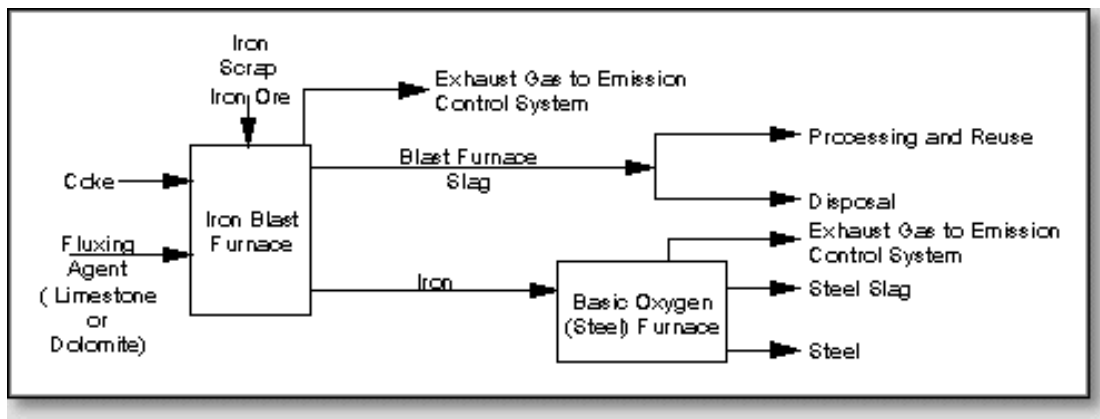 Iron
Scrap
Iron Ore
Exhaust Gas to Emission
Control System
Blast Furnace
Slag
Processing and Reuse
Disposal
Coke
Iron Blast
Furnace
Fluxing
Agent
( Limestone
or
Dolomite)
Iron
Basic Oxygen
(Steel) Furnace
Exhaust Gas to Emission
Control System
Steel Slag
Steel